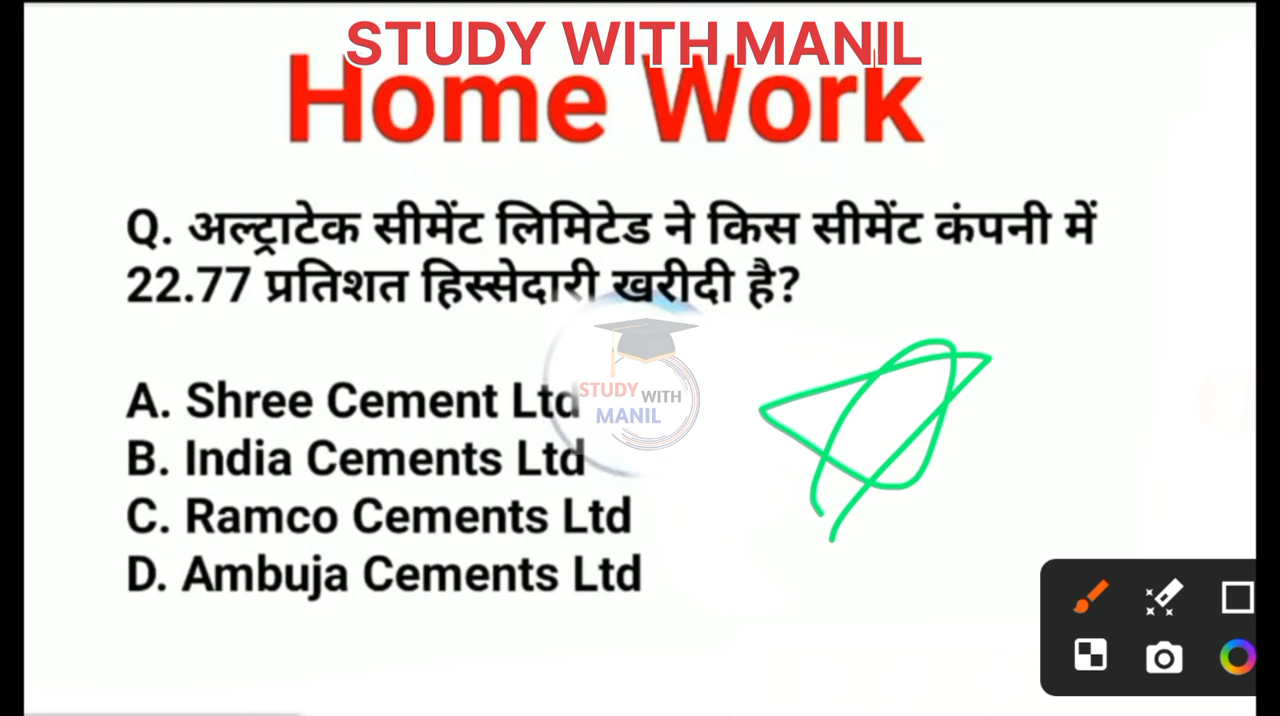 STUDY WITH MANIL
Home Work
Q. अल्ट्राटेक सीमेंट लिमिटेड ने किस सीमेंट कंपनी में
22.77 प्रतिशत हिस्सेदारी खरीदी है?
A. Shree Cement Ltd
B. India Cements Ltd
C. Ramco Cements Ltd
D. Ambuja Cements Ltd
STUDY WITH
MANIL